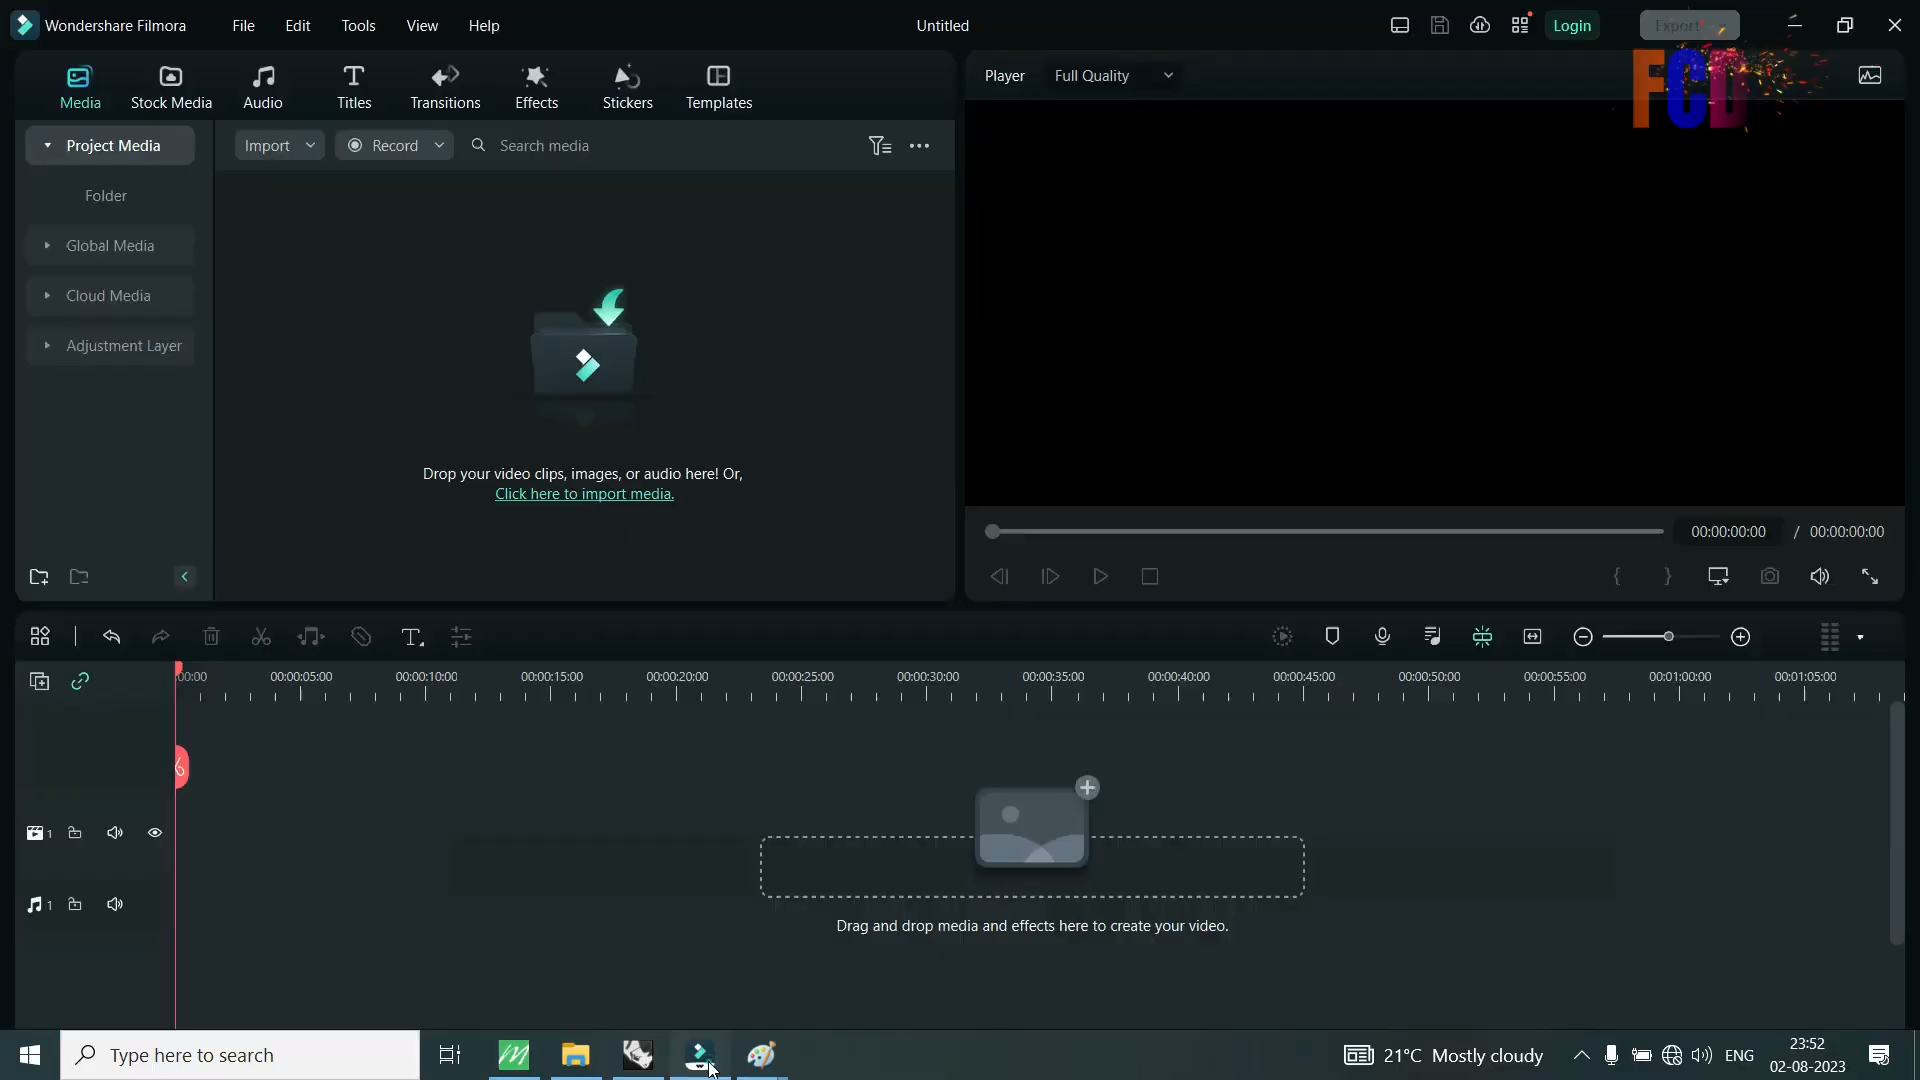 Wondershare Filmora File Edit Tools View Help Untitled Login Export
Media Stock Media Audio Titles Transitions Effects Stickers Templates
Player Full Quality
FCD
Project Media
Import Record Search media
Folder
Global Media
Cloud Media
Adjustment Layer
Drop your video clips, images, or audio here! Or,
Click here to import media.
00:00:00:00 / 00:00:00:00
:00:00 00:00:05:00 00:00:10:00 00:00:15:00 00:00:20:00 00:00:25:00 00:00:30:00 00:00:35:00 00:00:40:00 00:00:45:00 00:00:50:00 00:00:55:00 00:01:00:00 00:01:05:00
1
1
Drag and drop media and effects here to create your video.
Type here to search
21°C Mostly cloudy
ENG
23:52
02-08-2023